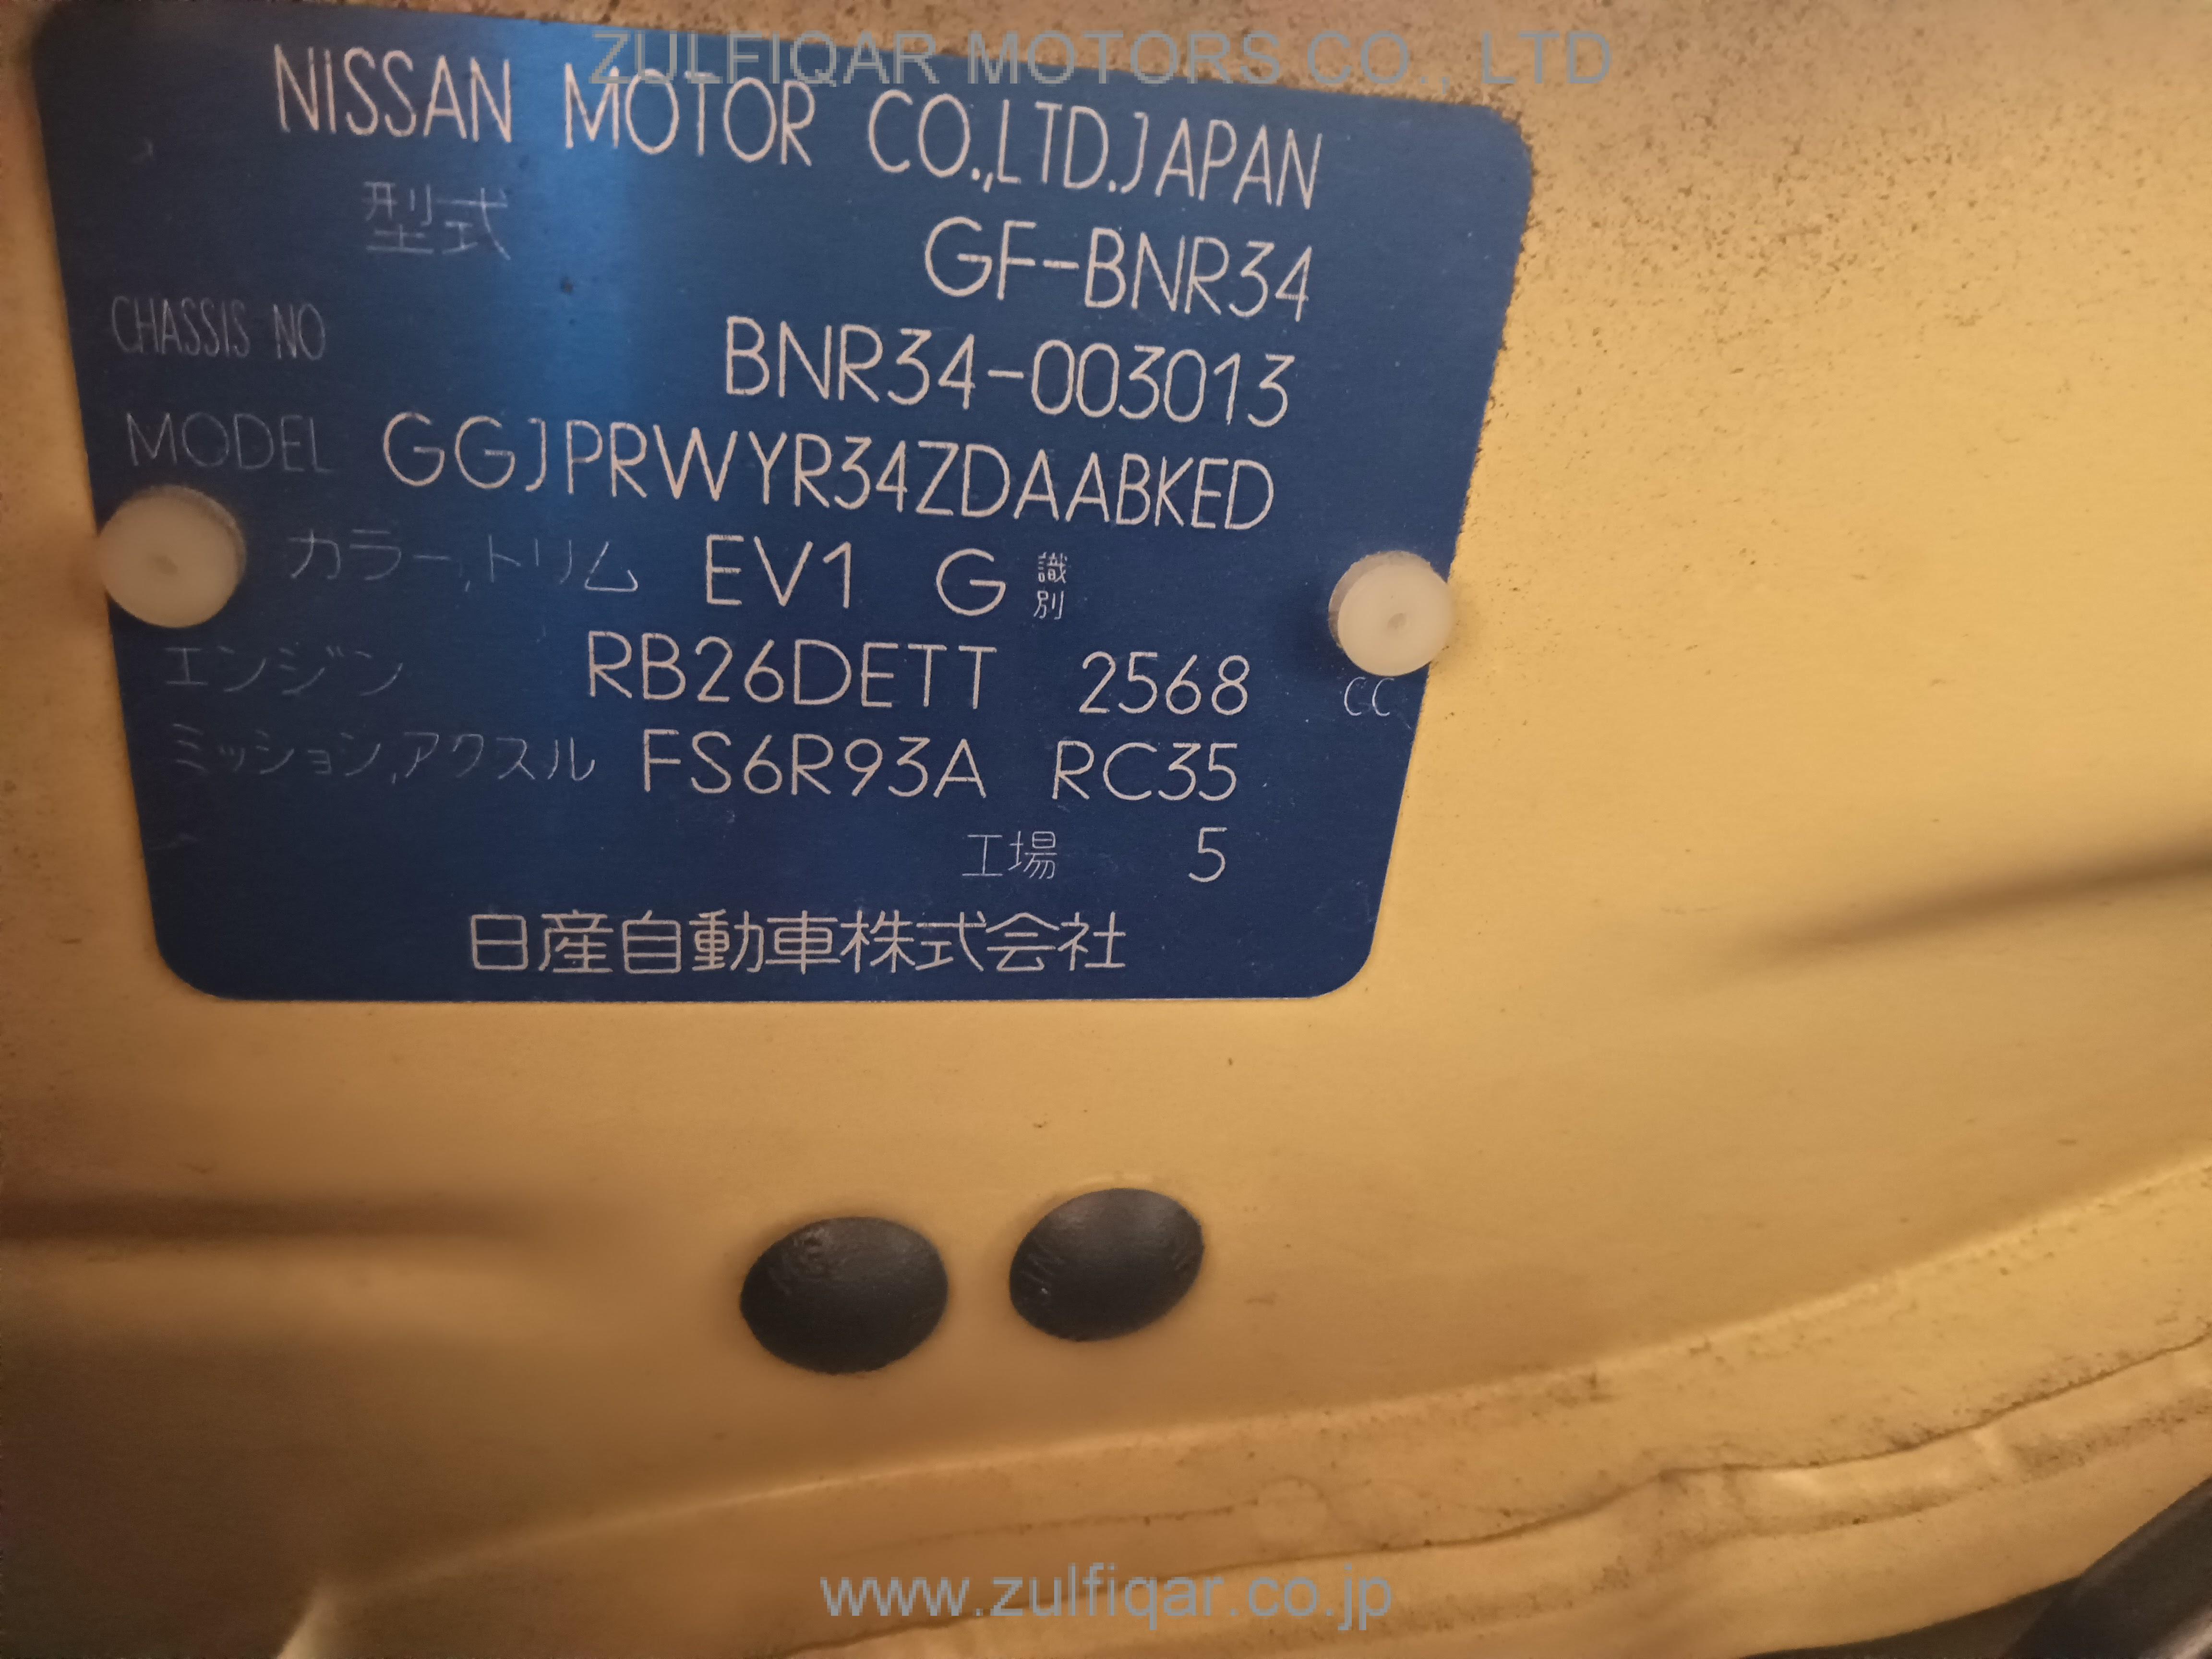 ZULFIQAR MOTORS CO., LTD
NISSAN MOTOR CO.,LTD.JAPAN
型式 GF-BNR34
CHASSIS NO BNR34-003013
MODEL GGJPRWYR34ZDAABKED
カラー,トリム EV1 G 識別
エンジン RB26DETT 2568 CC
ミッション,アクスル FS6R93A RC35
工場 5
日産自動車株式会社
www.zulfiqar.co.jp